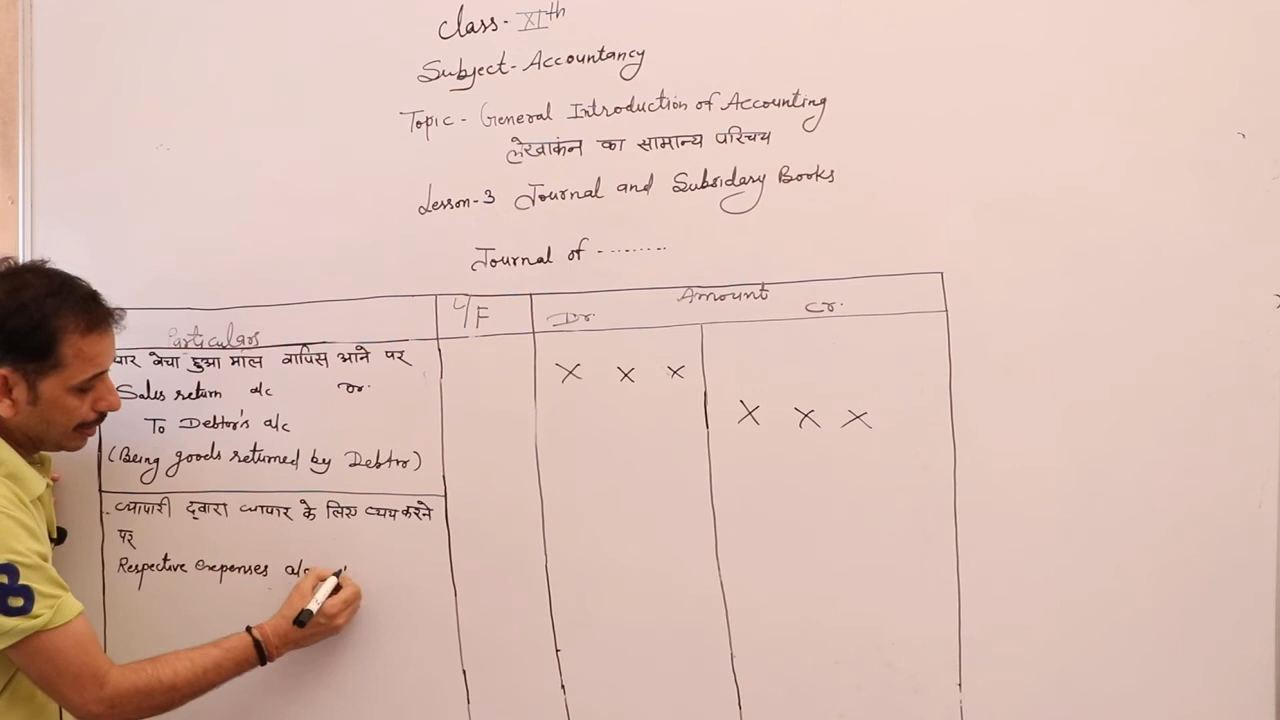 Class- XIth
Subject- Accountancy
Topic- General Introduction of Accounting
लेखाकंन का सामान्य परिचय
Lesson-3 Journal and Subsidary Books
Journal of ---------
Particulars L/F Amount
Dr. Cr.
बेचा हुआ माल वापिस आने पर
Sales return a/c Dr. X X X
To Debtor's a/c X X X
(Being goods returned by Debtor)
व्यापारी द्वारा व्यापार के लिए व्यय करने
पर
Respective expenses a/c
8